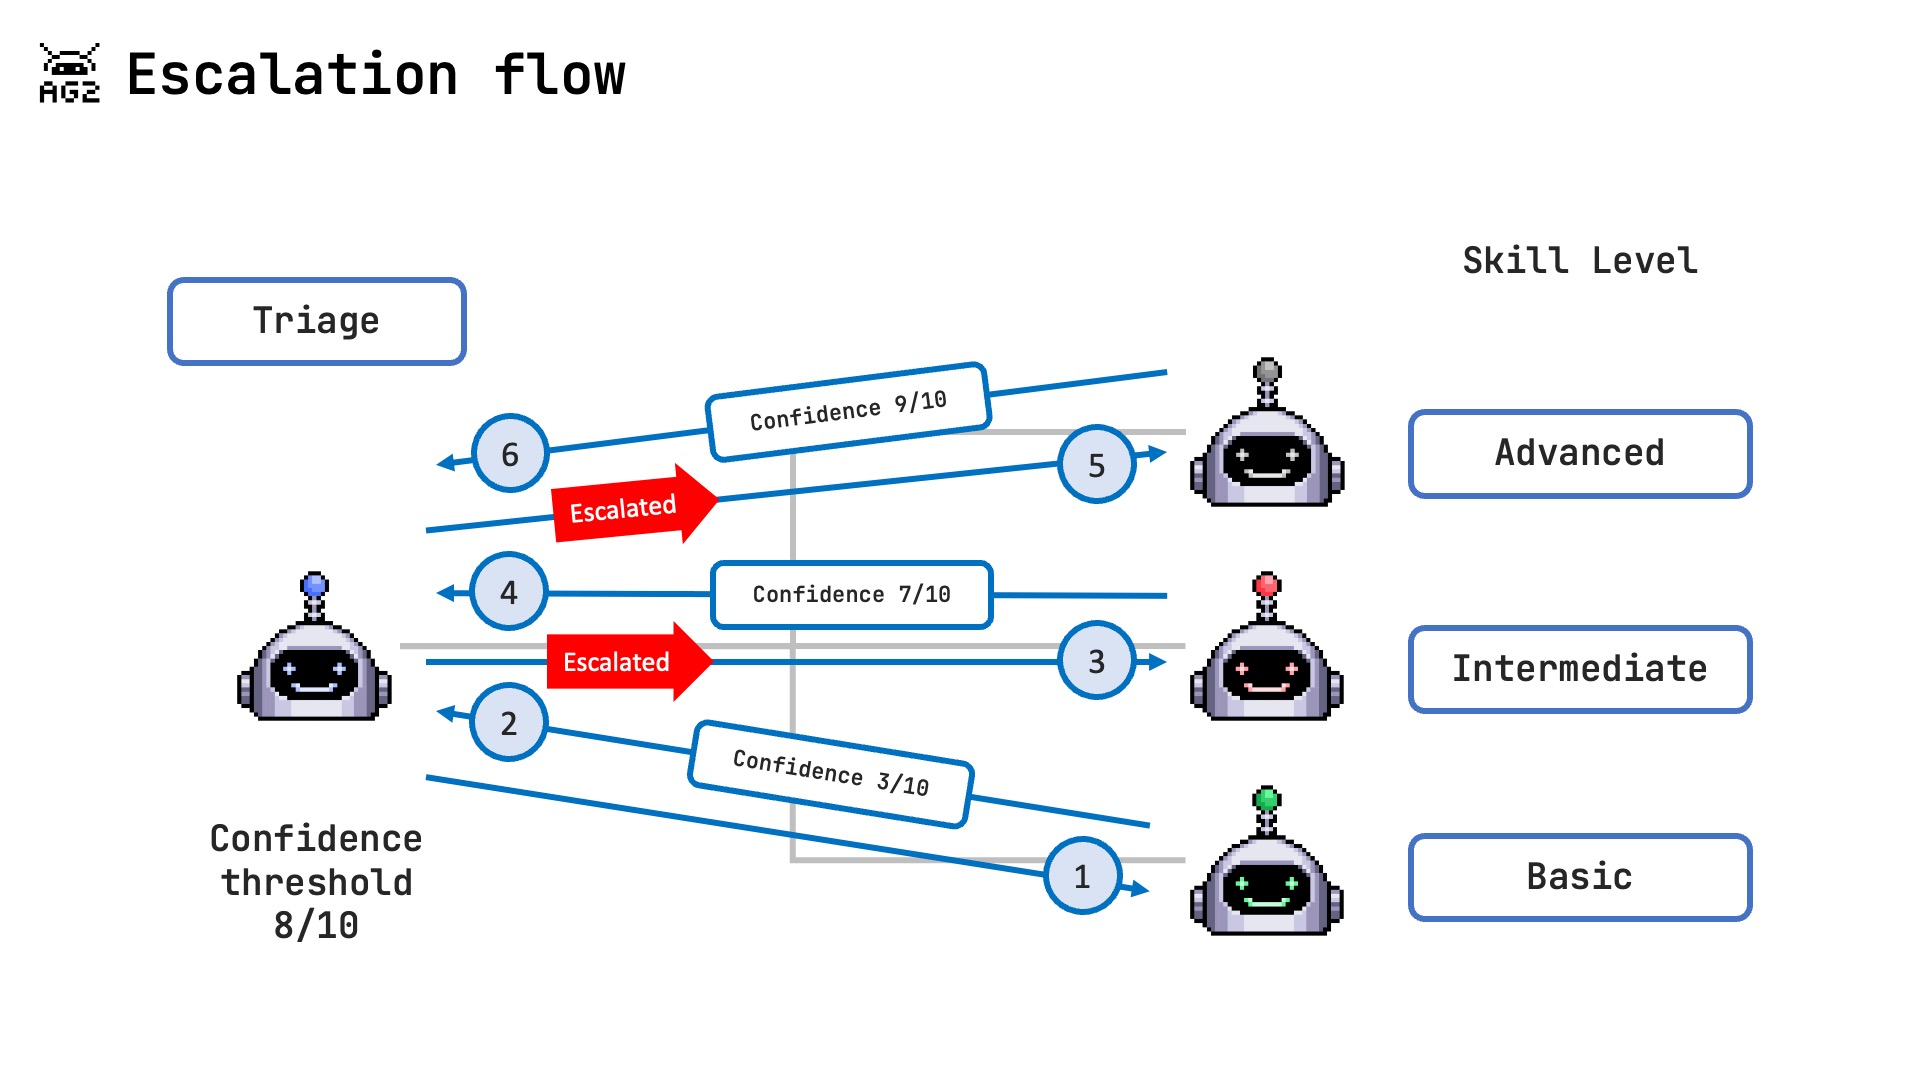 AG2
Escalation flow
Skill Level
Triage
Confidence 9/10
Advanced
6
5
Escalated
4
Confidence 7/10
Intermediate
Escalated
3
2
Confidence 3/10
Confidence
threshold
8/10
1
Basic